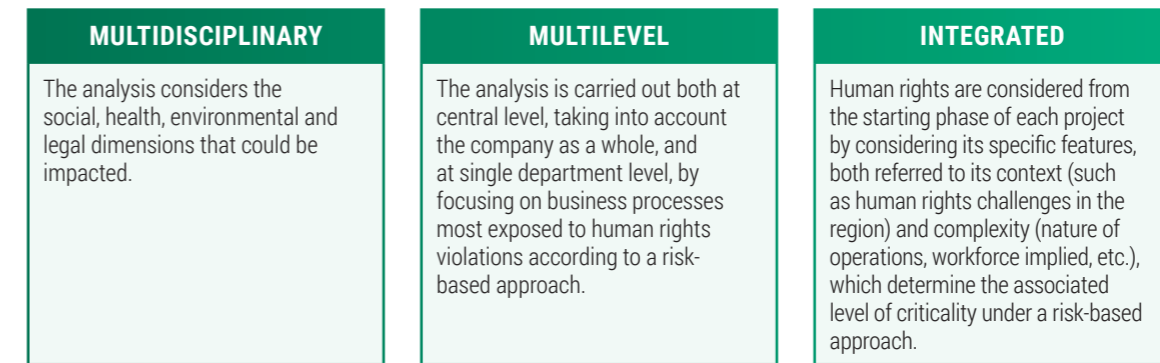 MULTIDISCIPLINARY
The analysis considers the
social, health, environmental and
legal dimensions that could be
impacted.
MULTILEVEL
The analysis is carried out both at
central level, taking into account
the company as a whole, and
at single department level, by
focusing on business processes
most exposed to human rights
violations according to a risk-
based approach.
INTEGRATED
Human rights are considered from
the starting phase of each project
by considering its specific features,
both referred to its context (such
as human rights challenges in the
region) and complexity (nature of
operations, workforce implied, etc.),
which determine the associated
level of criticality under a risk-based
approach.